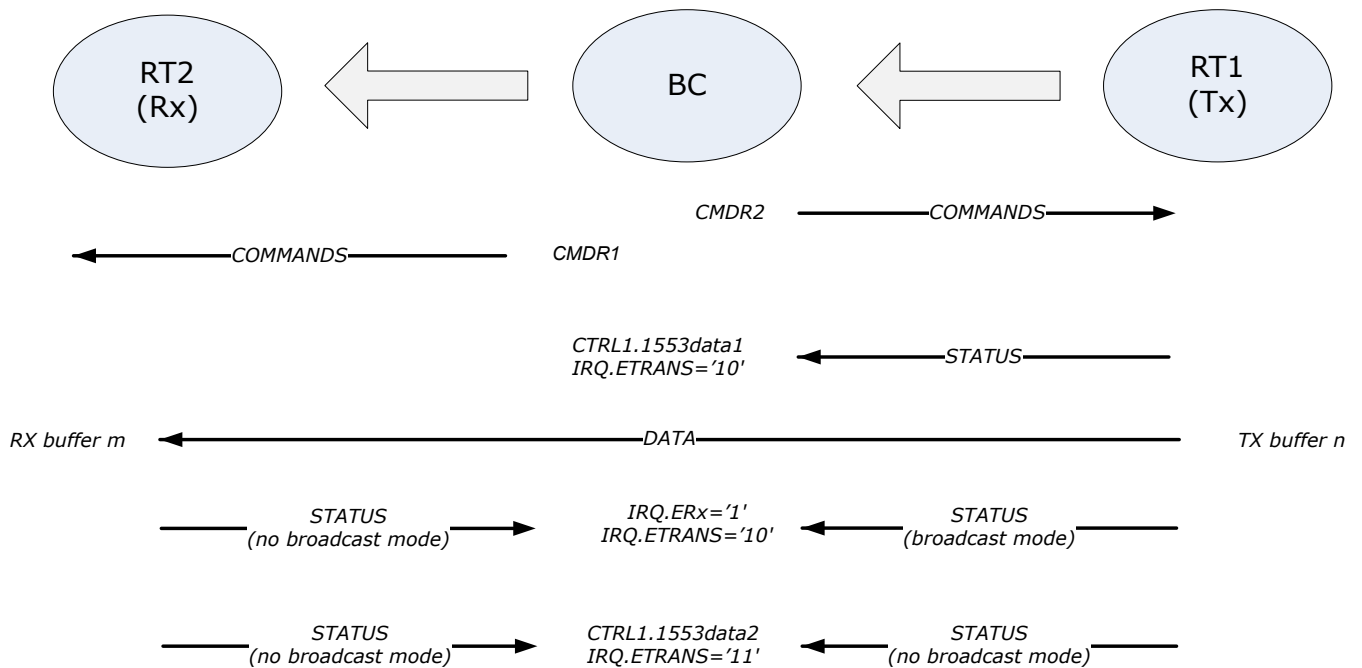 RT2
(Rx)
BC
RT1
(Tx)
CMDR2
COMMANDS
COMMANDS
CMDR1
CTRL1.1553data1
IRQ.ETRANS='10'
STATUS
RX buffer m
DATA
TX buffer n
STATUS
(no broadcast mode)
IRQ.ERx='1'
IRQ.ETRANS='10'
STATUS
(broadcast mode)
STATUS
(no broadcast mode)
CTRL1.1553data2
IRQ.ETRANS='11'
STATUS
(no broadcast mode)